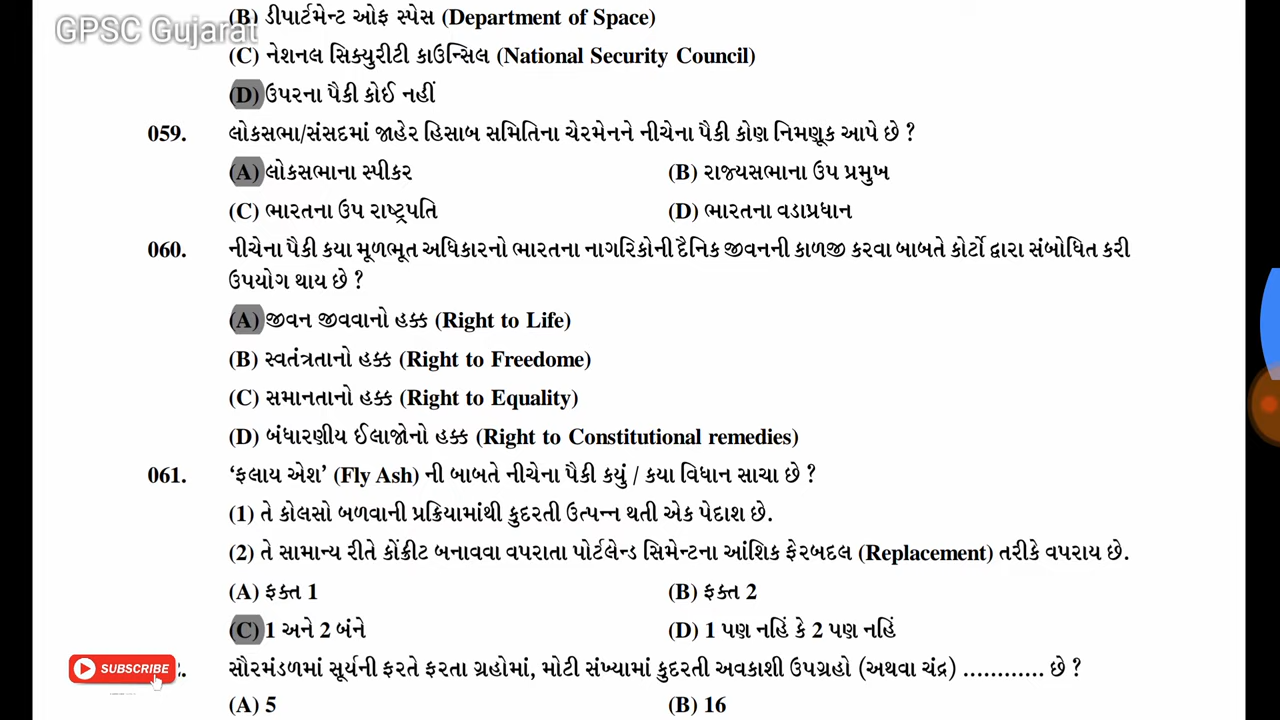 (B) ડીપાર્ટમેન્ટ ઓફ સ્પેસ (Department of Space)
GPSC Gujarat
(C) નેશનલ સિક્યુરીટી કાઉન્સિલ (National Security Council)
(D) ઉપરના પૈકી કોઈ નહીં
059. લોકસભા/સંસદમાં જાહેર હિસાબ સમિતિના ચેરમેનને નીચેના પૈકી કોણ નિમણૂક આપે છે ?
(A) લોકસભાના સ્પીકર (B) રાજ્યસભાના ઉપ પ્રમુખ
(C) ભારતના ઉપ રાષ્ટ્રપતિ (D) ભારતના વડાપ્રધાન
060. નીચેના પૈકી કયા મૂળભૂત અધિકારનો ભારતના નાગરિકોની દૈનિક જીવનની કાળજી કરવા બાબતે કોર્ટો દ્વારા સંબોધિત કરી
ઉપયોગ થાય છે ?
(A) જીવન જીવવાનો હક્ક (Right to Life)
(B) સ્વતંત્રતાનો હક્ક (Right to Freedome)
(C) સમાનતાનો હક્ક (Right to Equality)
(D) બંધારણીય ઈલાજોનો હક્ક (Right to Constitutional remedies)
061. ‘ફલાય એશ’ (Fly Ash) ની બાબતે નીચેના પૈકી કયું / કયા વિધાન સાચા છે ?
(1) તે કોલસો બળવાની પ્રક્રિયામાંથી કુદરતી ઉત્પન્ન થતી એક પેદાશ છે.
(2) તે સામાન્ય રીતે કોંક્રીટ બનાવવા વપરાતા પોર્ટલેન્ડ સિમેન્ટના આંશિક ફેરબદલ (Replacement) તરીકે વપરાય છે.
(A) ફક્ત 1 (B) ફક્ત 2
(C) 1 અને 2 બંને (D) 1 પણ નહિં કે 2 પણ નહિં
SUBSCRIBE
સૌરમંડળમાં સૂર્યની ફરતે ફરતા ગ્રહોમાં, મોટી સંખ્યામાં કુદરતી અવકાશી ઉપગ્રહો (અથવા ચંદ્ર) ............ છે ?
(A) 5 (B) 16